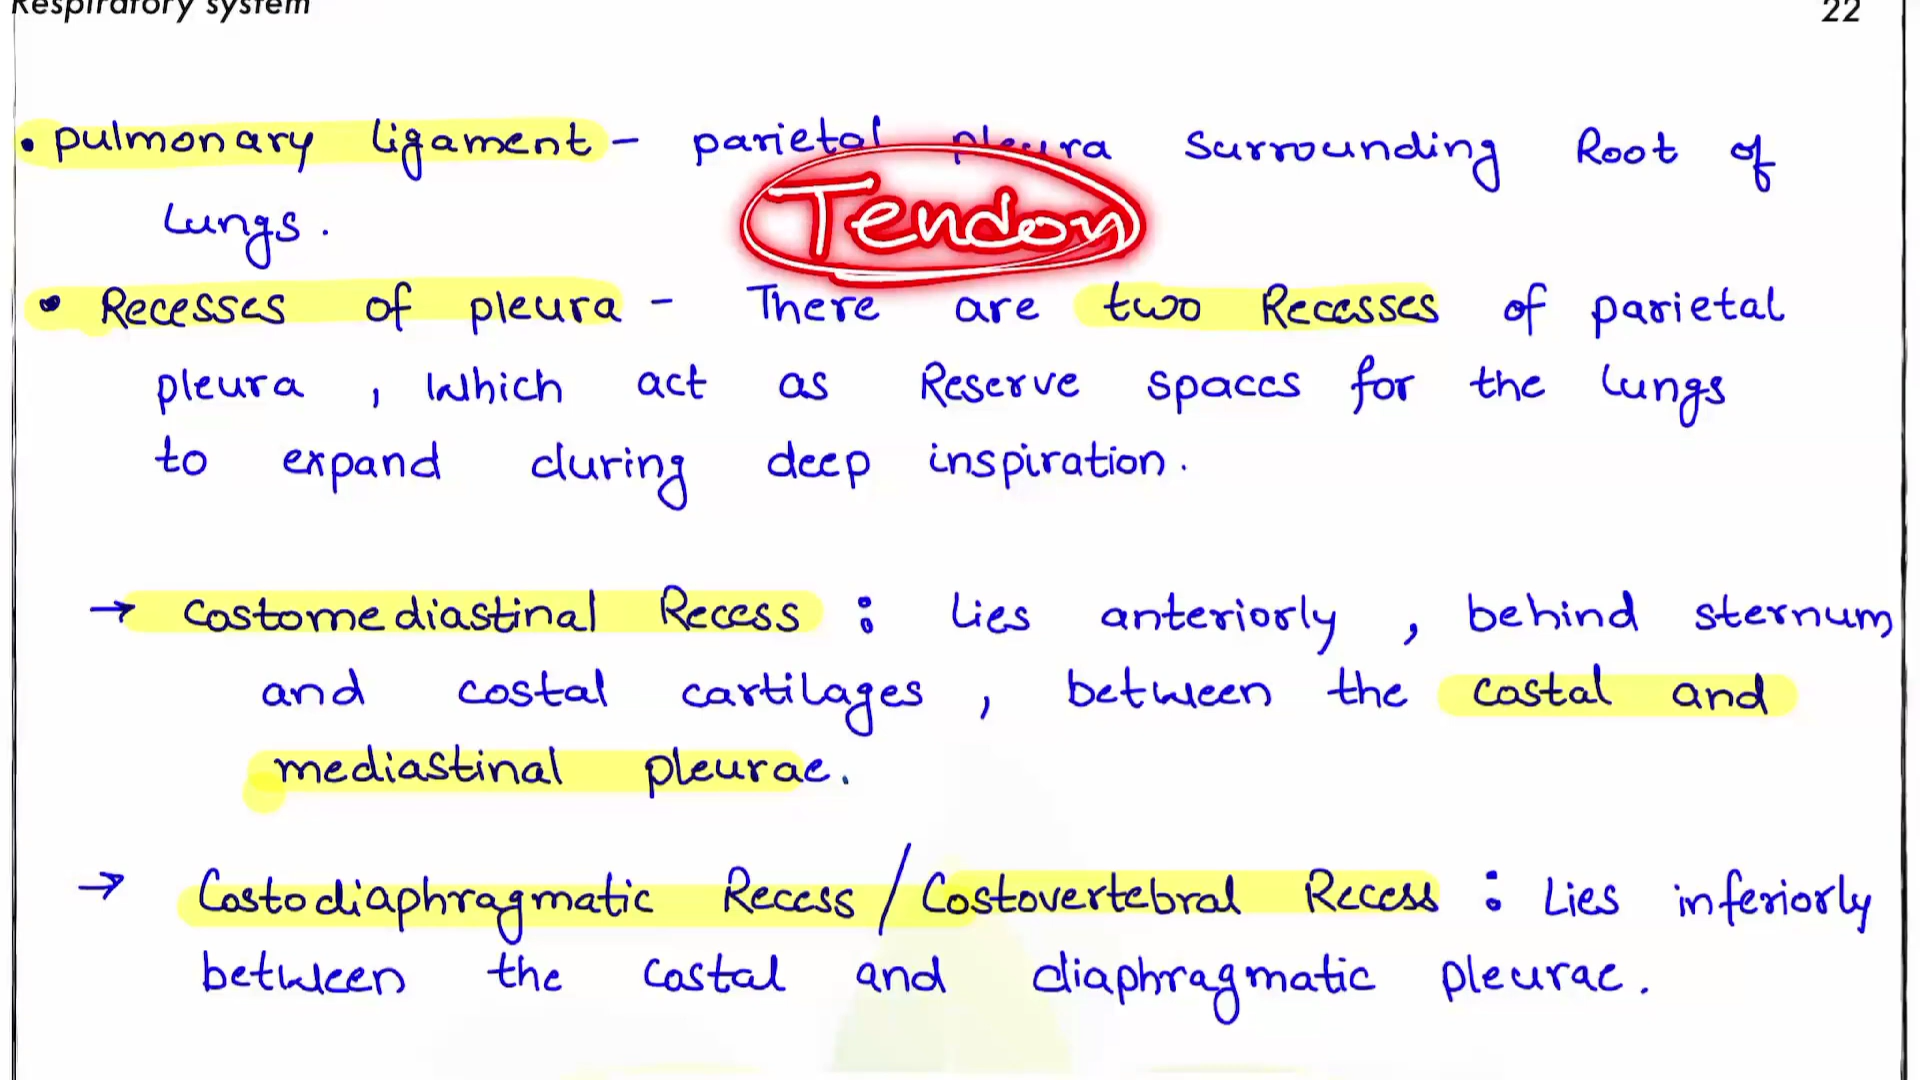 Respiratory system 22
• pulmonary ligament - parietal pleura surrounding Root of
Lungs.
Tendon
• Recesses of pleura - There are two Recesses of parietal
pleura, which act as Reserve spaces for the lungs
to expand during deep inspiration.
→ Costomediastinal Recess : Lies anteriorly, behind sternum
and costal cartilages, between the costal and
mediastinal pleurae.
→ Costodiaphragmatic Recess / Costovertebral Recess : Lies inferiorly
between the costal and diaphragmatic pleurae.